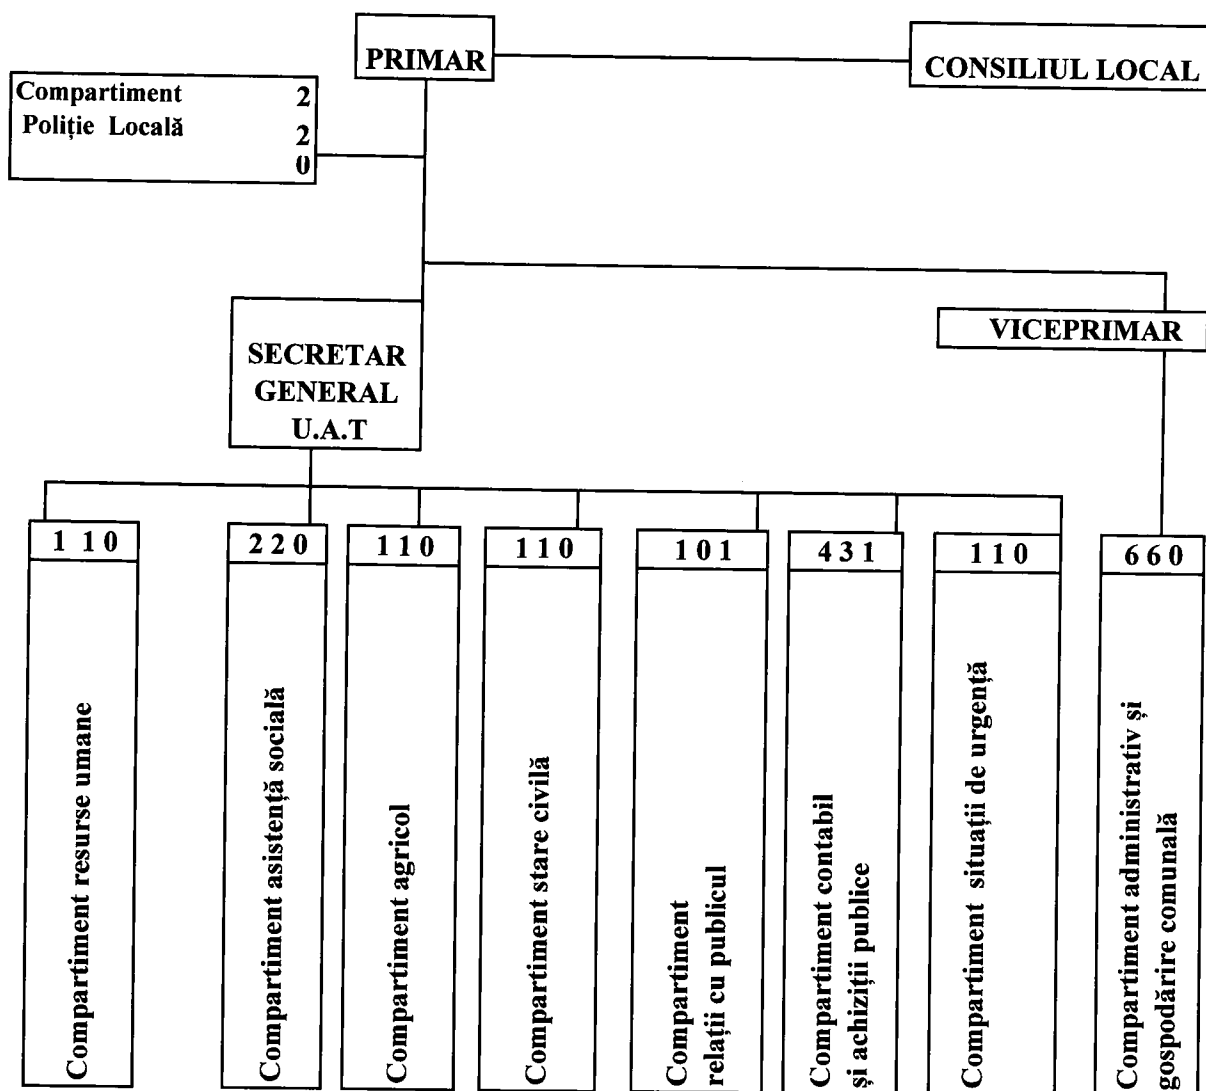 PRIMAR
CONSILIUL LOCAL
Compartiment 2
Poliție Locală 2
0
SECRETAR
GENERAL
U.A.T
VICEPRIMAR
1 1 0
2 2 0
1 1 0
1 1 0
1 0 1
4 3 1
1 1 0
6 6 0
Compartiment resurse umane
Compartiment asistență socială
Compartiment agricol
Compartiment stare civilă
Compartiment
relații cu publicul
Compartiment contabil
și achiziții publice
Compartiment situații de urgență
Compartiment administrativ și
gospodărire comunală